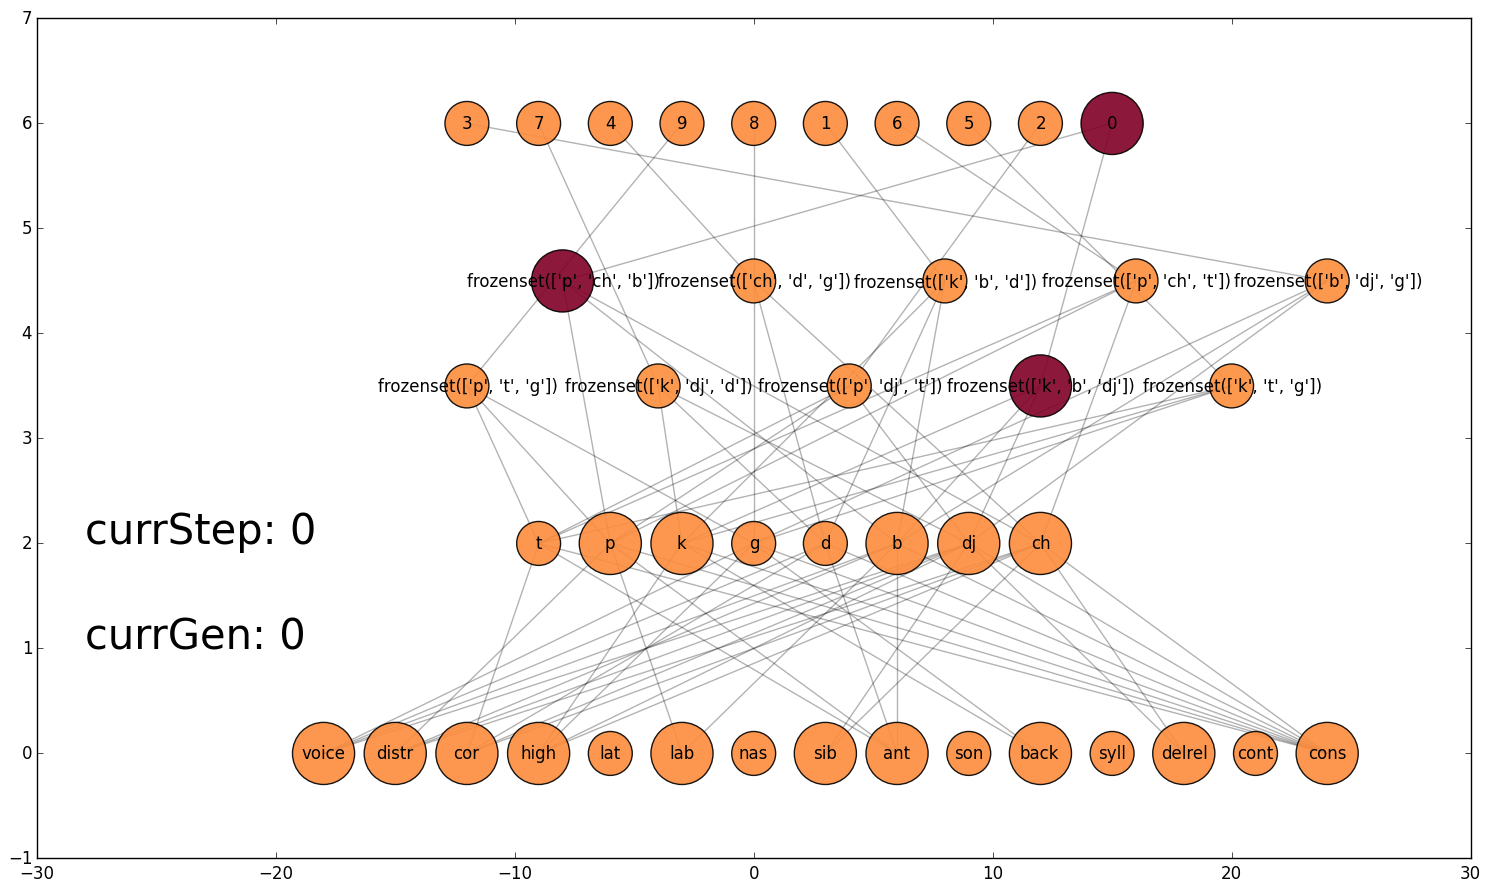 7
6
5
4
3
2
1
0
−1
−30
−20
−10
0
10
20
30
3 7 4 9 8 1 6 5 2 0
frozenset(['p', 'ch', 'b']) frozenset(['ch', 'd', 'g']) frozenset(['k', 'b', 'd']) frozenset(['p', 'ch', 't']) frozenset(['b', 'dj', 'g'])
frozenset(['p', 't', 'g']) frozenset(['k', 'dj', 'd']) frozenset(['p', 'dj', 't']) frozenset(['k', 'b', 'dj']) frozenset(['k', 't', 'g'])
currStep: 0
t p k g d b dj ch
currGen: 0
voice distr cor high lat lab nas sib ant son back syll delrel cont cons